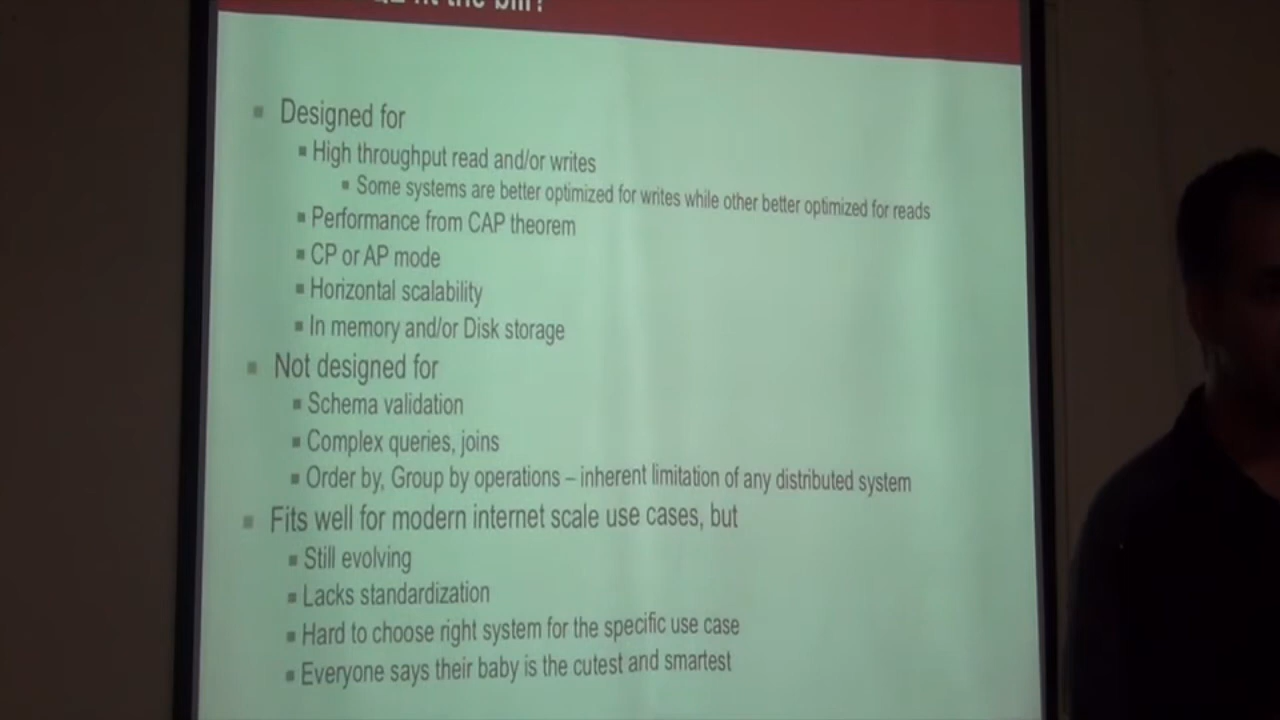 fit the bill?
Designed for
High throughput read and/or writes
Some systems are better optimized for writes while other better optimized for reads
Performance from CAP theorem
CP or AP mode
Horizontal scalability
In memory and/or Disk storage
Not designed for
Schema validation
Complex queries, joins
Order by, Group by operations – inherent limitation of any distributed system
Fits well for modern internet scale use cases, but
Still evolving
Lacks standardization
Hard to choose right system for the specific use case
Everyone says their baby is the cutest and smartest